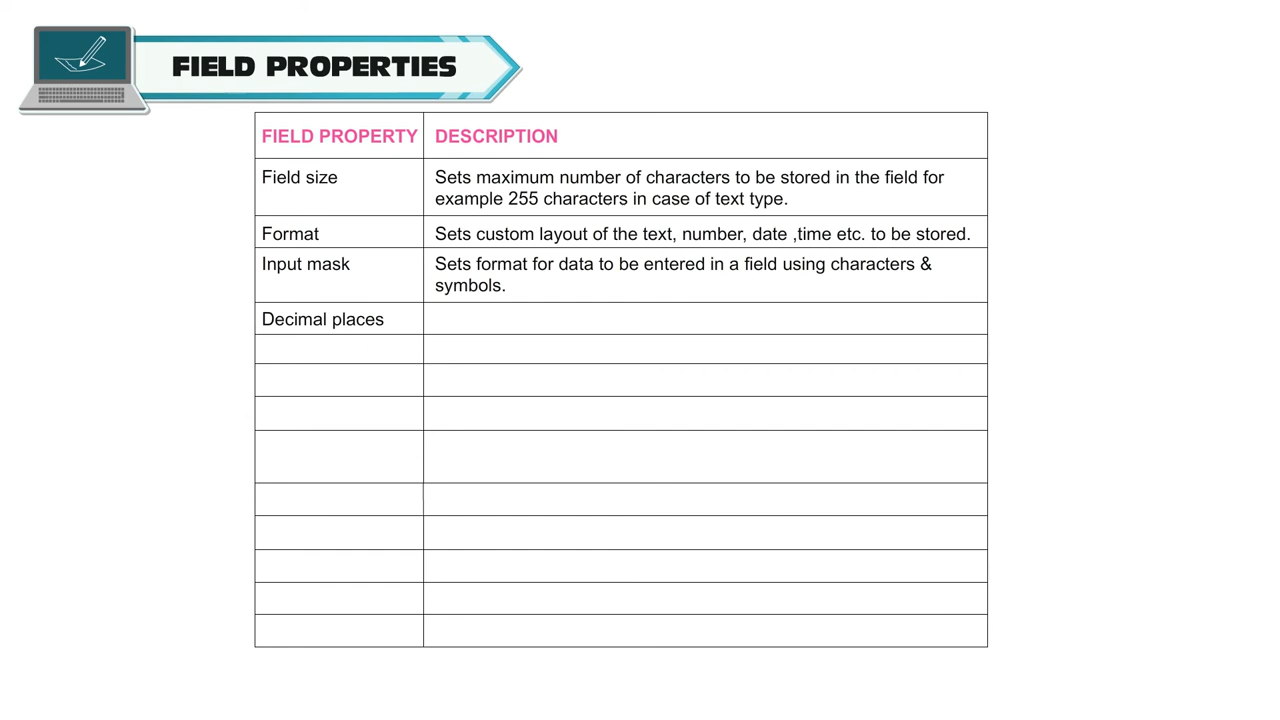 FIELD PROPERTIES
FIELD PROPERTY DESCRIPTION
Field size Sets maximum number of characters to be stored in the field for
example 255 characters in case of text type.
Format Sets custom layout of the text, number, date ,time etc. to be stored.
Input mask Sets format for data to be entered in a field using characters &
symbols.
Decimal places